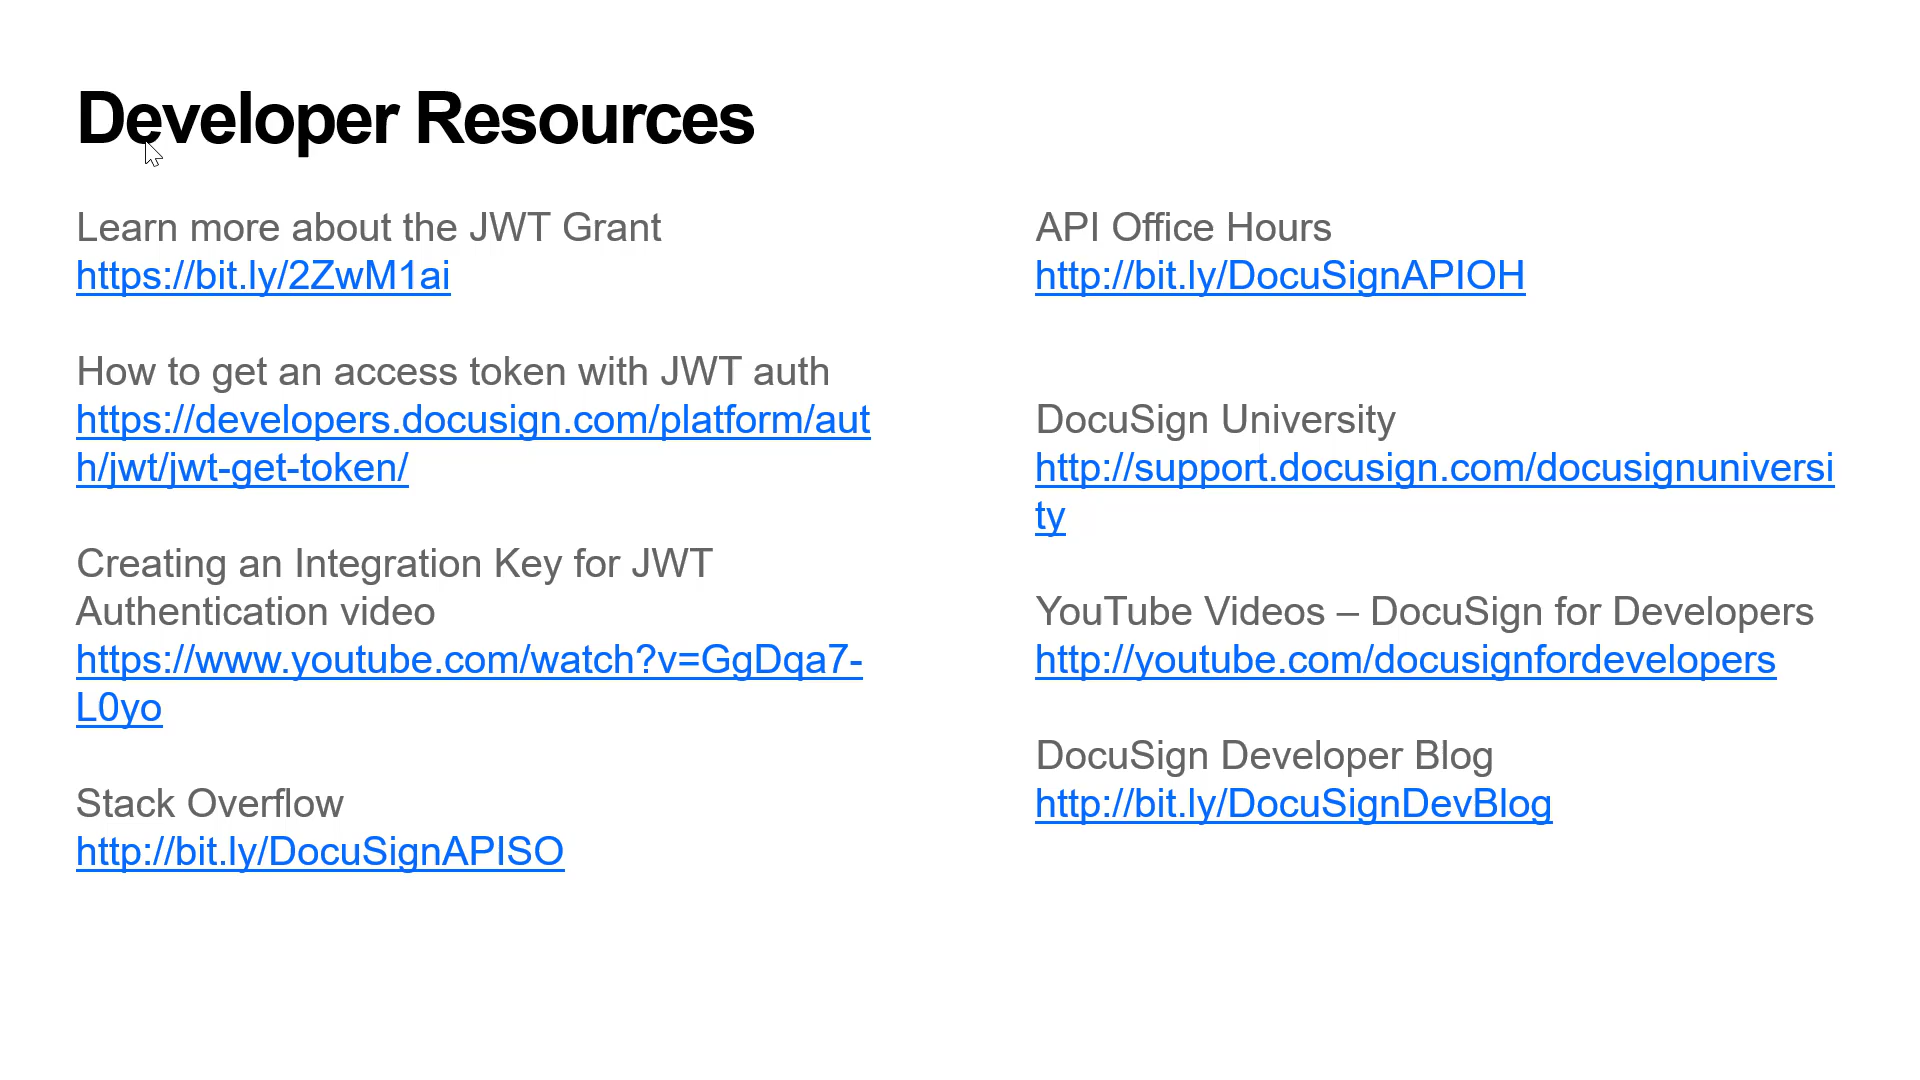 Developer Resources
Learn more about the JWT Grant
https://bit.ly/2ZwM1ai
How to get an access token with JWT auth
https://developers.docusign.com/platform/aut
h/jwt/jwt-get-token/
Creating an Integration Key for JWT
Authentication video
https://www.youtube.com/watch?v=GgDqa7-
L0yo
Stack Overflow
http://bit.ly/DocuSignAPISO
API Office Hours
http://bit.ly/DocuSignAPIOH
DocuSign University
http://support.docusign.com/docusignuniversi
ty
YouTube Videos – DocuSign for Developers
http://youtube.com/docusignfordevelopers
DocuSign Developer Blog
http://bit.ly/DocuSignDevBlog